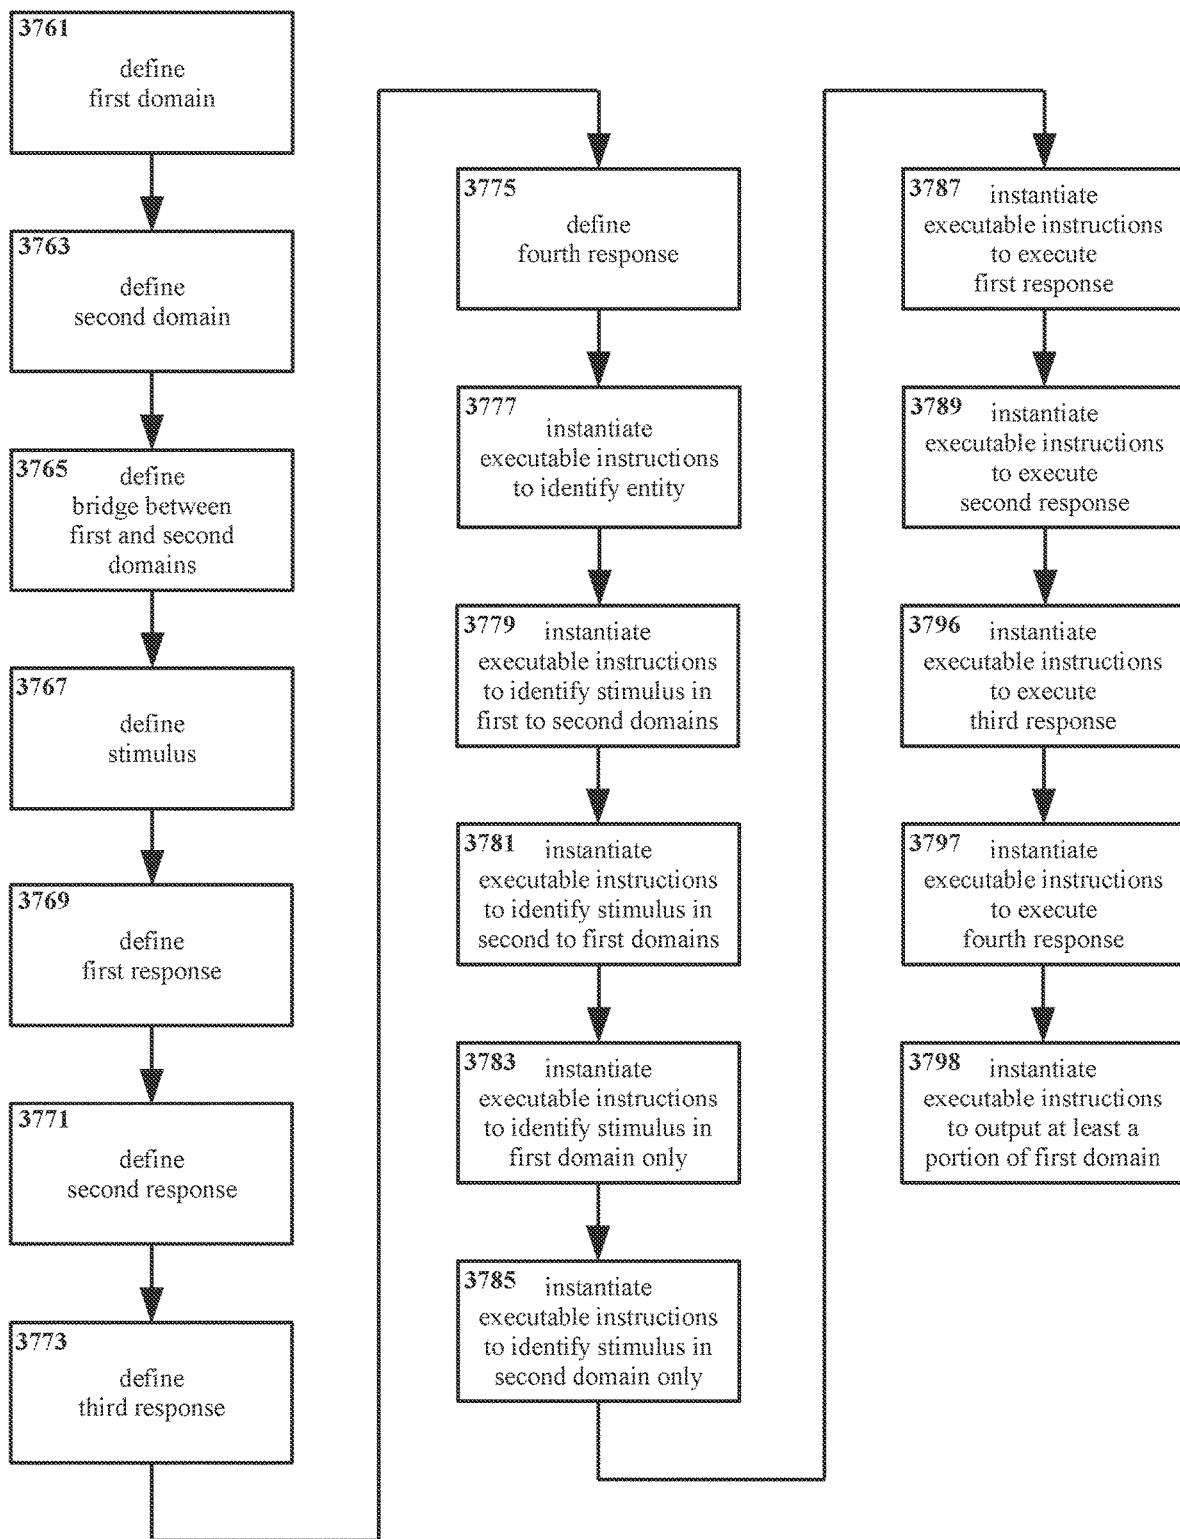 3761
define
first domain
3763
define
second domain
3765
define
bridge between
first and second
domains
3767
define
stimulus
3769
define
first response
3771
define
second response
3773
define
third response
3775
define
fourth response
3777
instantiate
executable instructions
to identify entity
3779
instantiate
executable instructions
to identify stimulus in
first to second domains
3781
instantiate
executable instructions
to identify stimulus in
second to first domains
3783
instantiate
executable instructions
to identify stimulus in
first domain only
3785
instantiate
executable instructions
to identify stimulus in
second domain only
3787
instantiate
executable instructions
to execute
first response
3789
instantiate
executable instructions
to execute
second response
3796
instantiate
executable instructions
to execute
third response
3797
instantiate
executable instructions
to execute
fourth response
3798
instantiate
executable instructions
to output at least a
portion of first domain